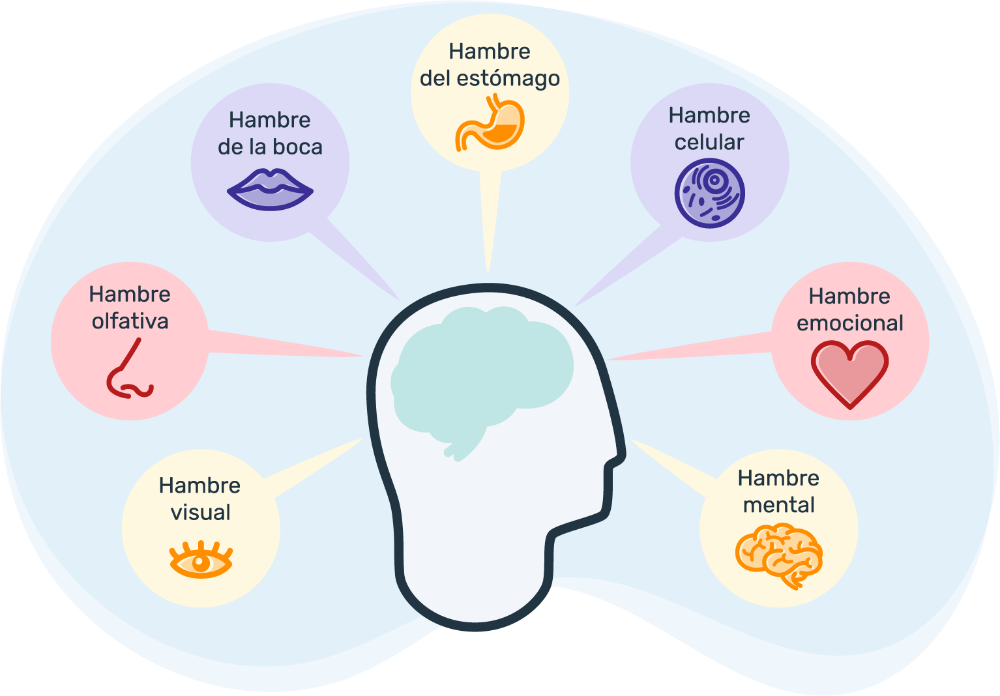 Hambre
del estómago
Hambre
de la boca
Hambre
celular
Hambre
olfativa
Hambre
emocional
Hambre
visual
Hambre
mental